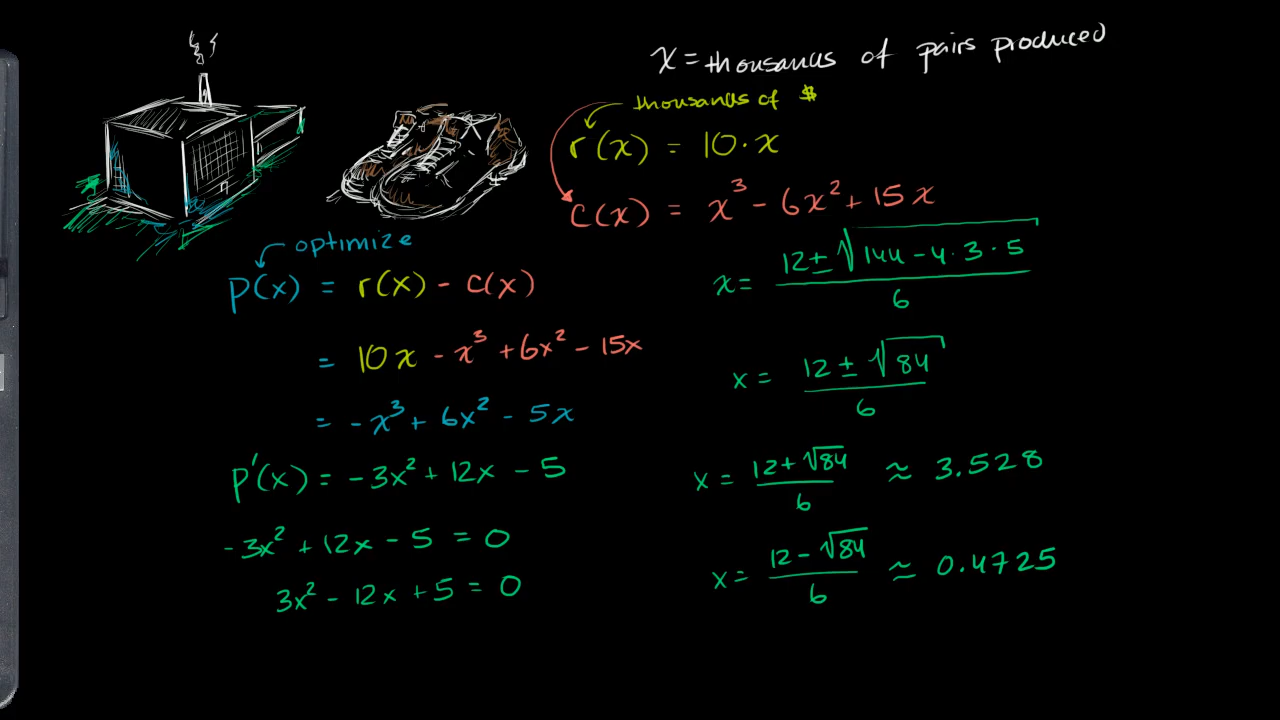 x = thousands of pairs produced
thousands of $
r(x) = 10·x
c(x) = x³ - 6x² + 15x
optimize
p(x) = r(x) - c(x)
= 10x - x³ + 6x² - 15x
= -x³ + 6x² - 5x
p'(x) = -3x² + 12x - 5
-3x² + 12x - 5 = 0
3x² - 12x + 5 = 0
x = (12 ± √(144 - 4·3·5)) / 6
x = (12 ± √84) / 6
x = (12 + √84) / 6 ≈ 3.528
x = (12 - √84) / 6 ≈ 0.4725